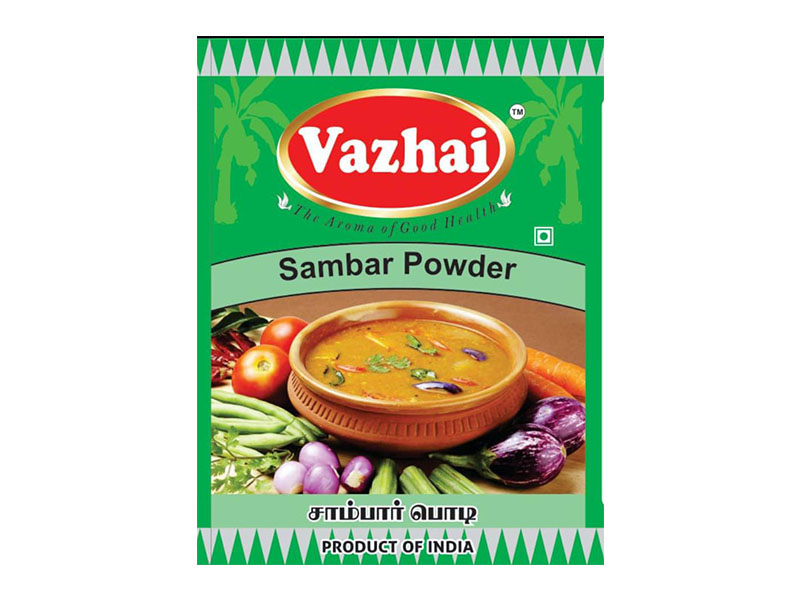 Vazhai
TM
The Aroma of Good Health
Sambar Powder
சாம்பார் பொடி
PRODUCT OF INDIA